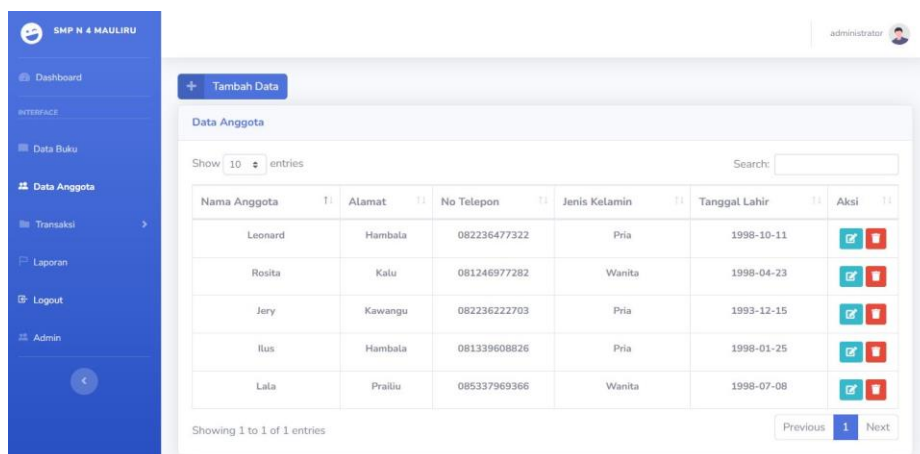 SMP N 4 MAULIRU
administrator
Dashboard
Tambah Data
INTERFACE
Data Anggota
Data Buku
Show 10 entries Search:
Data Anggota
Nama Anggota Alamat No Telepon Jenis Kelamin Tanggal Lahir Aksi
Transaksi
Leonard Hambala 082236477322 Pria 1998-10-11
Laporan
Rosita Kalu 081246977282 Wanita 1998-04-23
Logout
Jery Kawangu 082236222703 Pria 1993-12-15
Admin
Ilus Hambala 081339608826 Pria 1998-01-25
Lala Prailiu 085337969366 Wanita 1998-07-08
Showing 1 to 1 of 1 entries Previous 1 Next